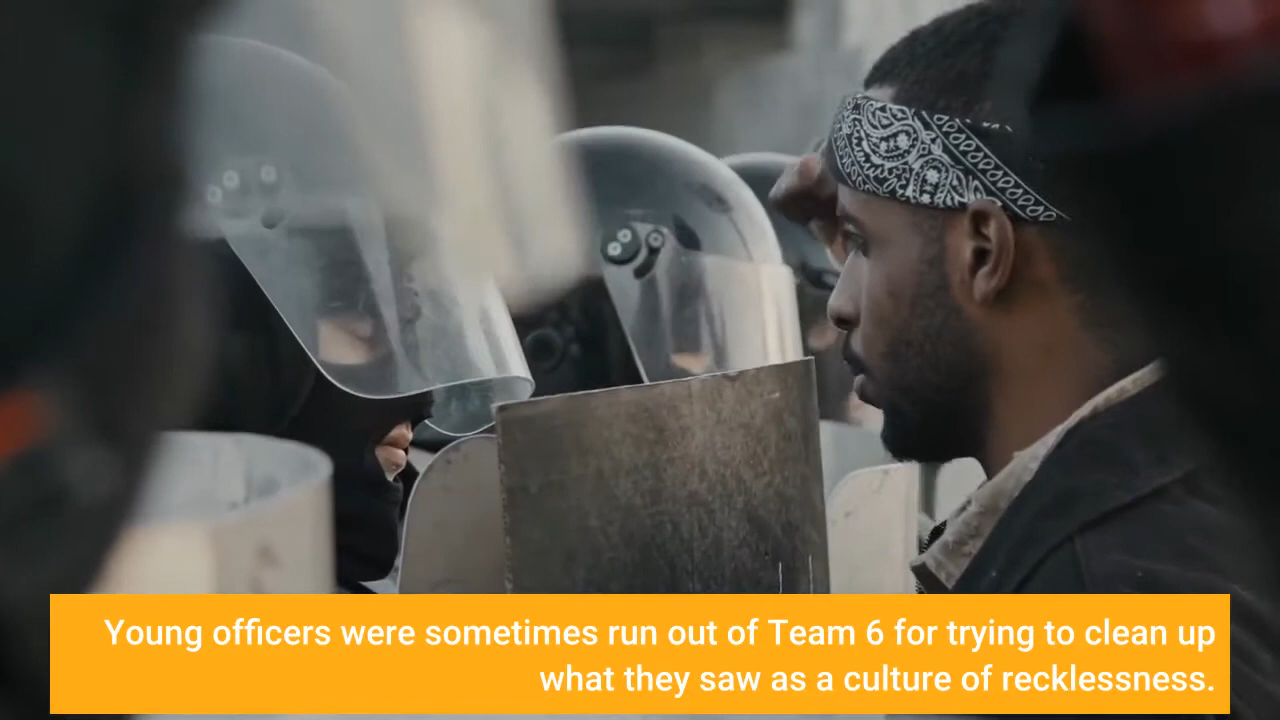 Young officers were sometimes run out of Team 6 for trying to clean up
what they saw as a culture of recklessness.